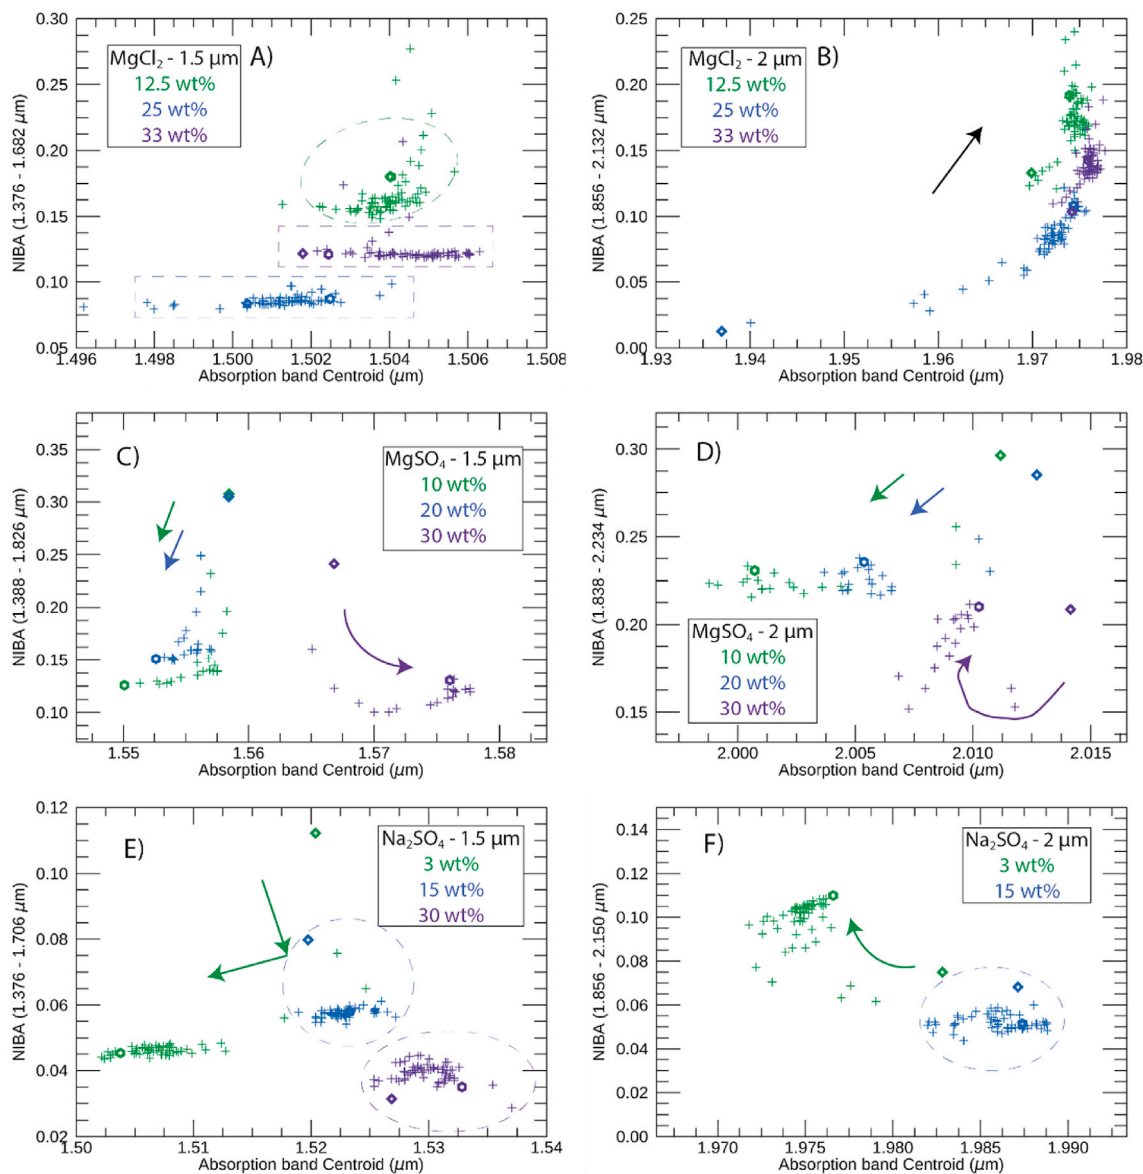 MgCl₂ - 1.5 µm
12.5 wt%
25 wt%
33 wt%
A)
NIBA (1.376 - 1.682 µm)
0.30
0.25
0.20
0.15
0.10
0.05
1.496 1.498 1.500 1.502 1.504 1.506 1.508
Absorption band Centroid (µm)
MgCl₂ - 2 µm
12.5 wt%
25 wt%
33 wt%
B)
NIBA (1.856 - 2.132 µm)
0.25
0.20
0.15
0.10
0.05
0.00
1.93 1.94 1.95 1.96 1.97 1.98
Absorption band Centroid (µm)
C)
MgSO₄ - 1.5 µm
10 wt%
20 wt%
30 wt%
NIBA (1.388 - 1.826 µm)
0.35
0.30
0.25
0.20
0.15
0.10
1.55 1.56 1.57 1.58
Absorption band Centroid (µm)
D)
MgSO₄ - 2 µm
10 wt%
20 wt%
30 wt%
NIBA (1.838 - 2.234 µm)
0.30
0.25
0.20
0.15
2.000 2.005 2.010 2.015
Absorption band Centroid (µm)
E)
Na₂SO₄ - 1.5 µm
3 wt%
15 wt%
30 wt%
NIBA (1.376 - 1.706 µm)
0.12
0.10
0.08
0.06
0.04
0.02
1.50 1.51 1.52 1.53 1.54
Absorption band Centroid (µm)
F)
Na₂SO₄ - 2 µm
3 wt%
15 wt%
NIBA (1.856 - 2.150 µm)
0.14
0.12
0.10
0.08
0.06
0.04
0.02
0.00
1.970 1.975 1.980 1.985 1.990
Absorption band Centroid (µm)